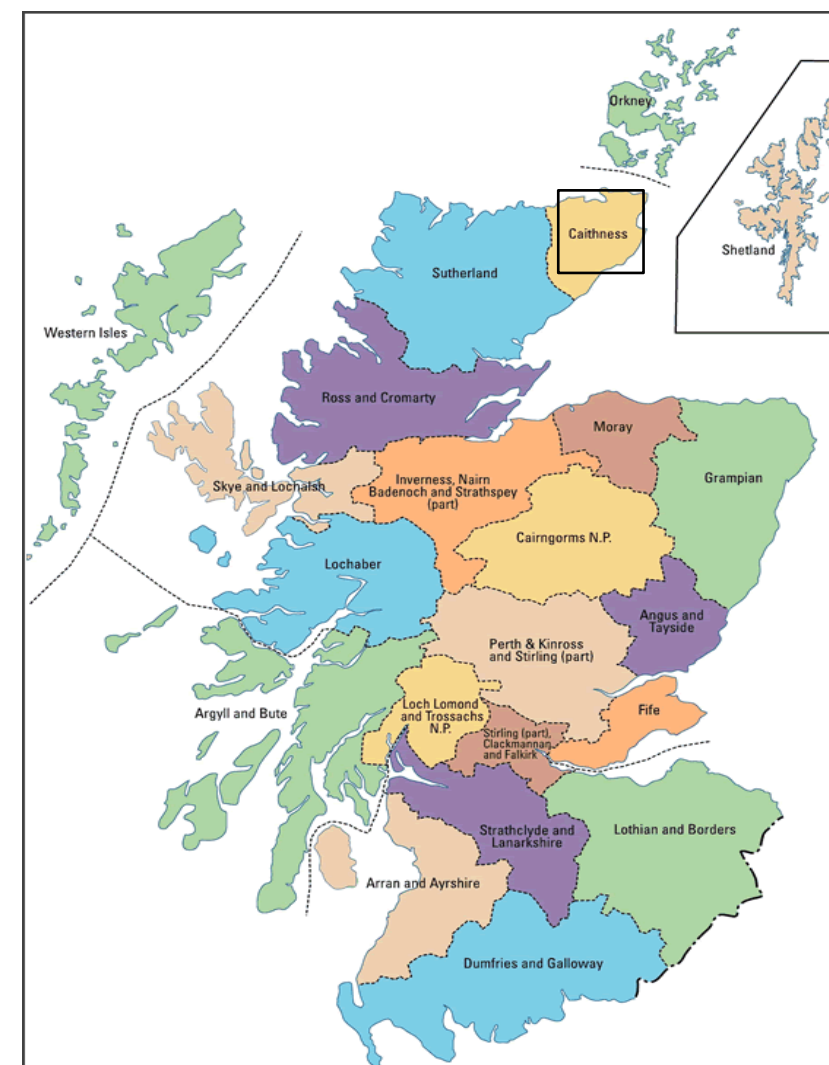 Orkney
Caithness
Shetland
Sutherland
Western Isles
Ross and Cromarty
Moray
Skye and Lochalsh
Inverness, Nairn
Badenoch and Strathspey
(part)
Grampian
Cairngorms N.P.
Lochaber
Angus and
Tayside
Perth & Kinross
and Stirling (part)
Argyll and Bute
Loch Lomond
and Trossachs
N.P.
Fife
Stirling (part),
Clackmannan
and Falkirk
Strathclyde and
Lanarkshire
Lothian and Borders
Arran and Ayrshire
Dumfries and Galloway